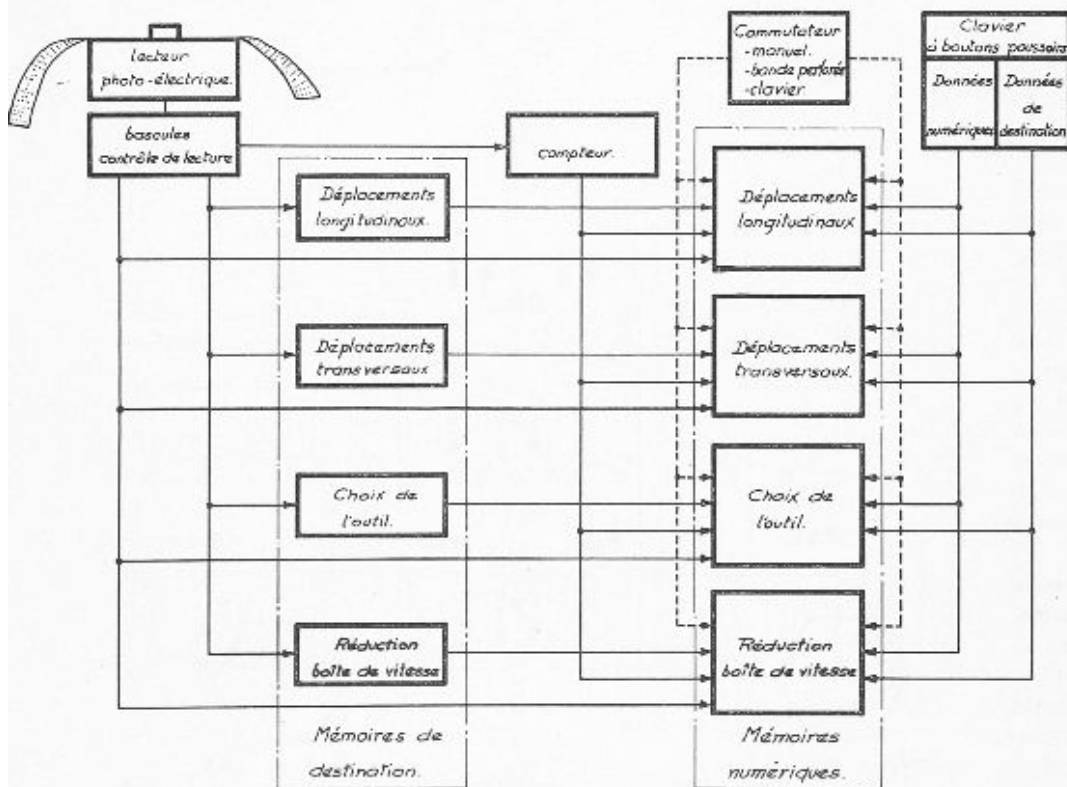 lecteur
photo-électrique.
bascules
contrôle de lecture
compteur.
Commutateur
-manuel.
-bande perforée
-clavier
Clavier
à boutons poussoirs
Données
numériques
Données
de
destination
Déplacements
longitudinaux.
Déplacements
transversaux
Choix de
l'outil.
Réduction
boîte de vitesse
Mémoires de
destination.
Déplacements
longitudinaux
Déplacements
transversaux.
Choix de
l'outil.
Réduction
boîte de vitesse
Mémoires
numériques.